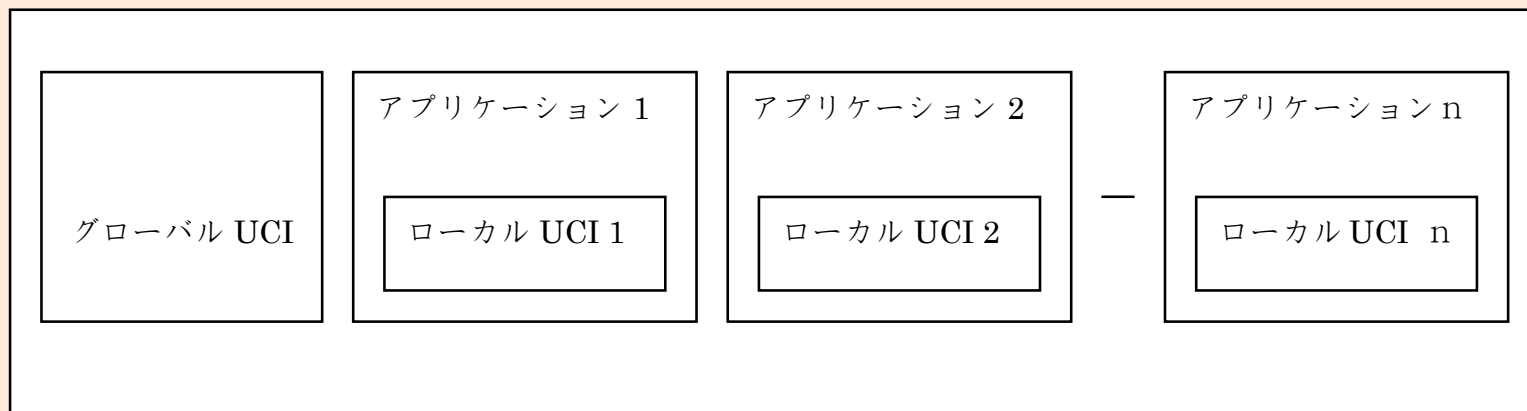 アプリケーション 1
アプリケーション 2
アプリケーション n
グローバル UCI
ローカル UCI 1
ローカル UCI 2
ー
ローカル UCI n